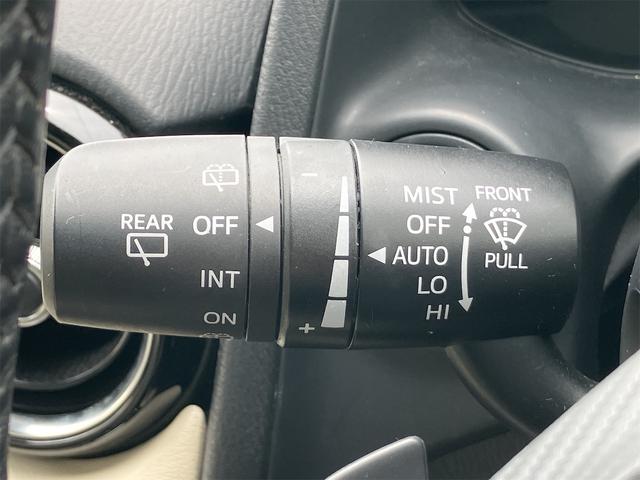 REAR
OFF
INT
ON
-
+
MIST
OFF
AUTO
LO
HI
FRONT
PULL